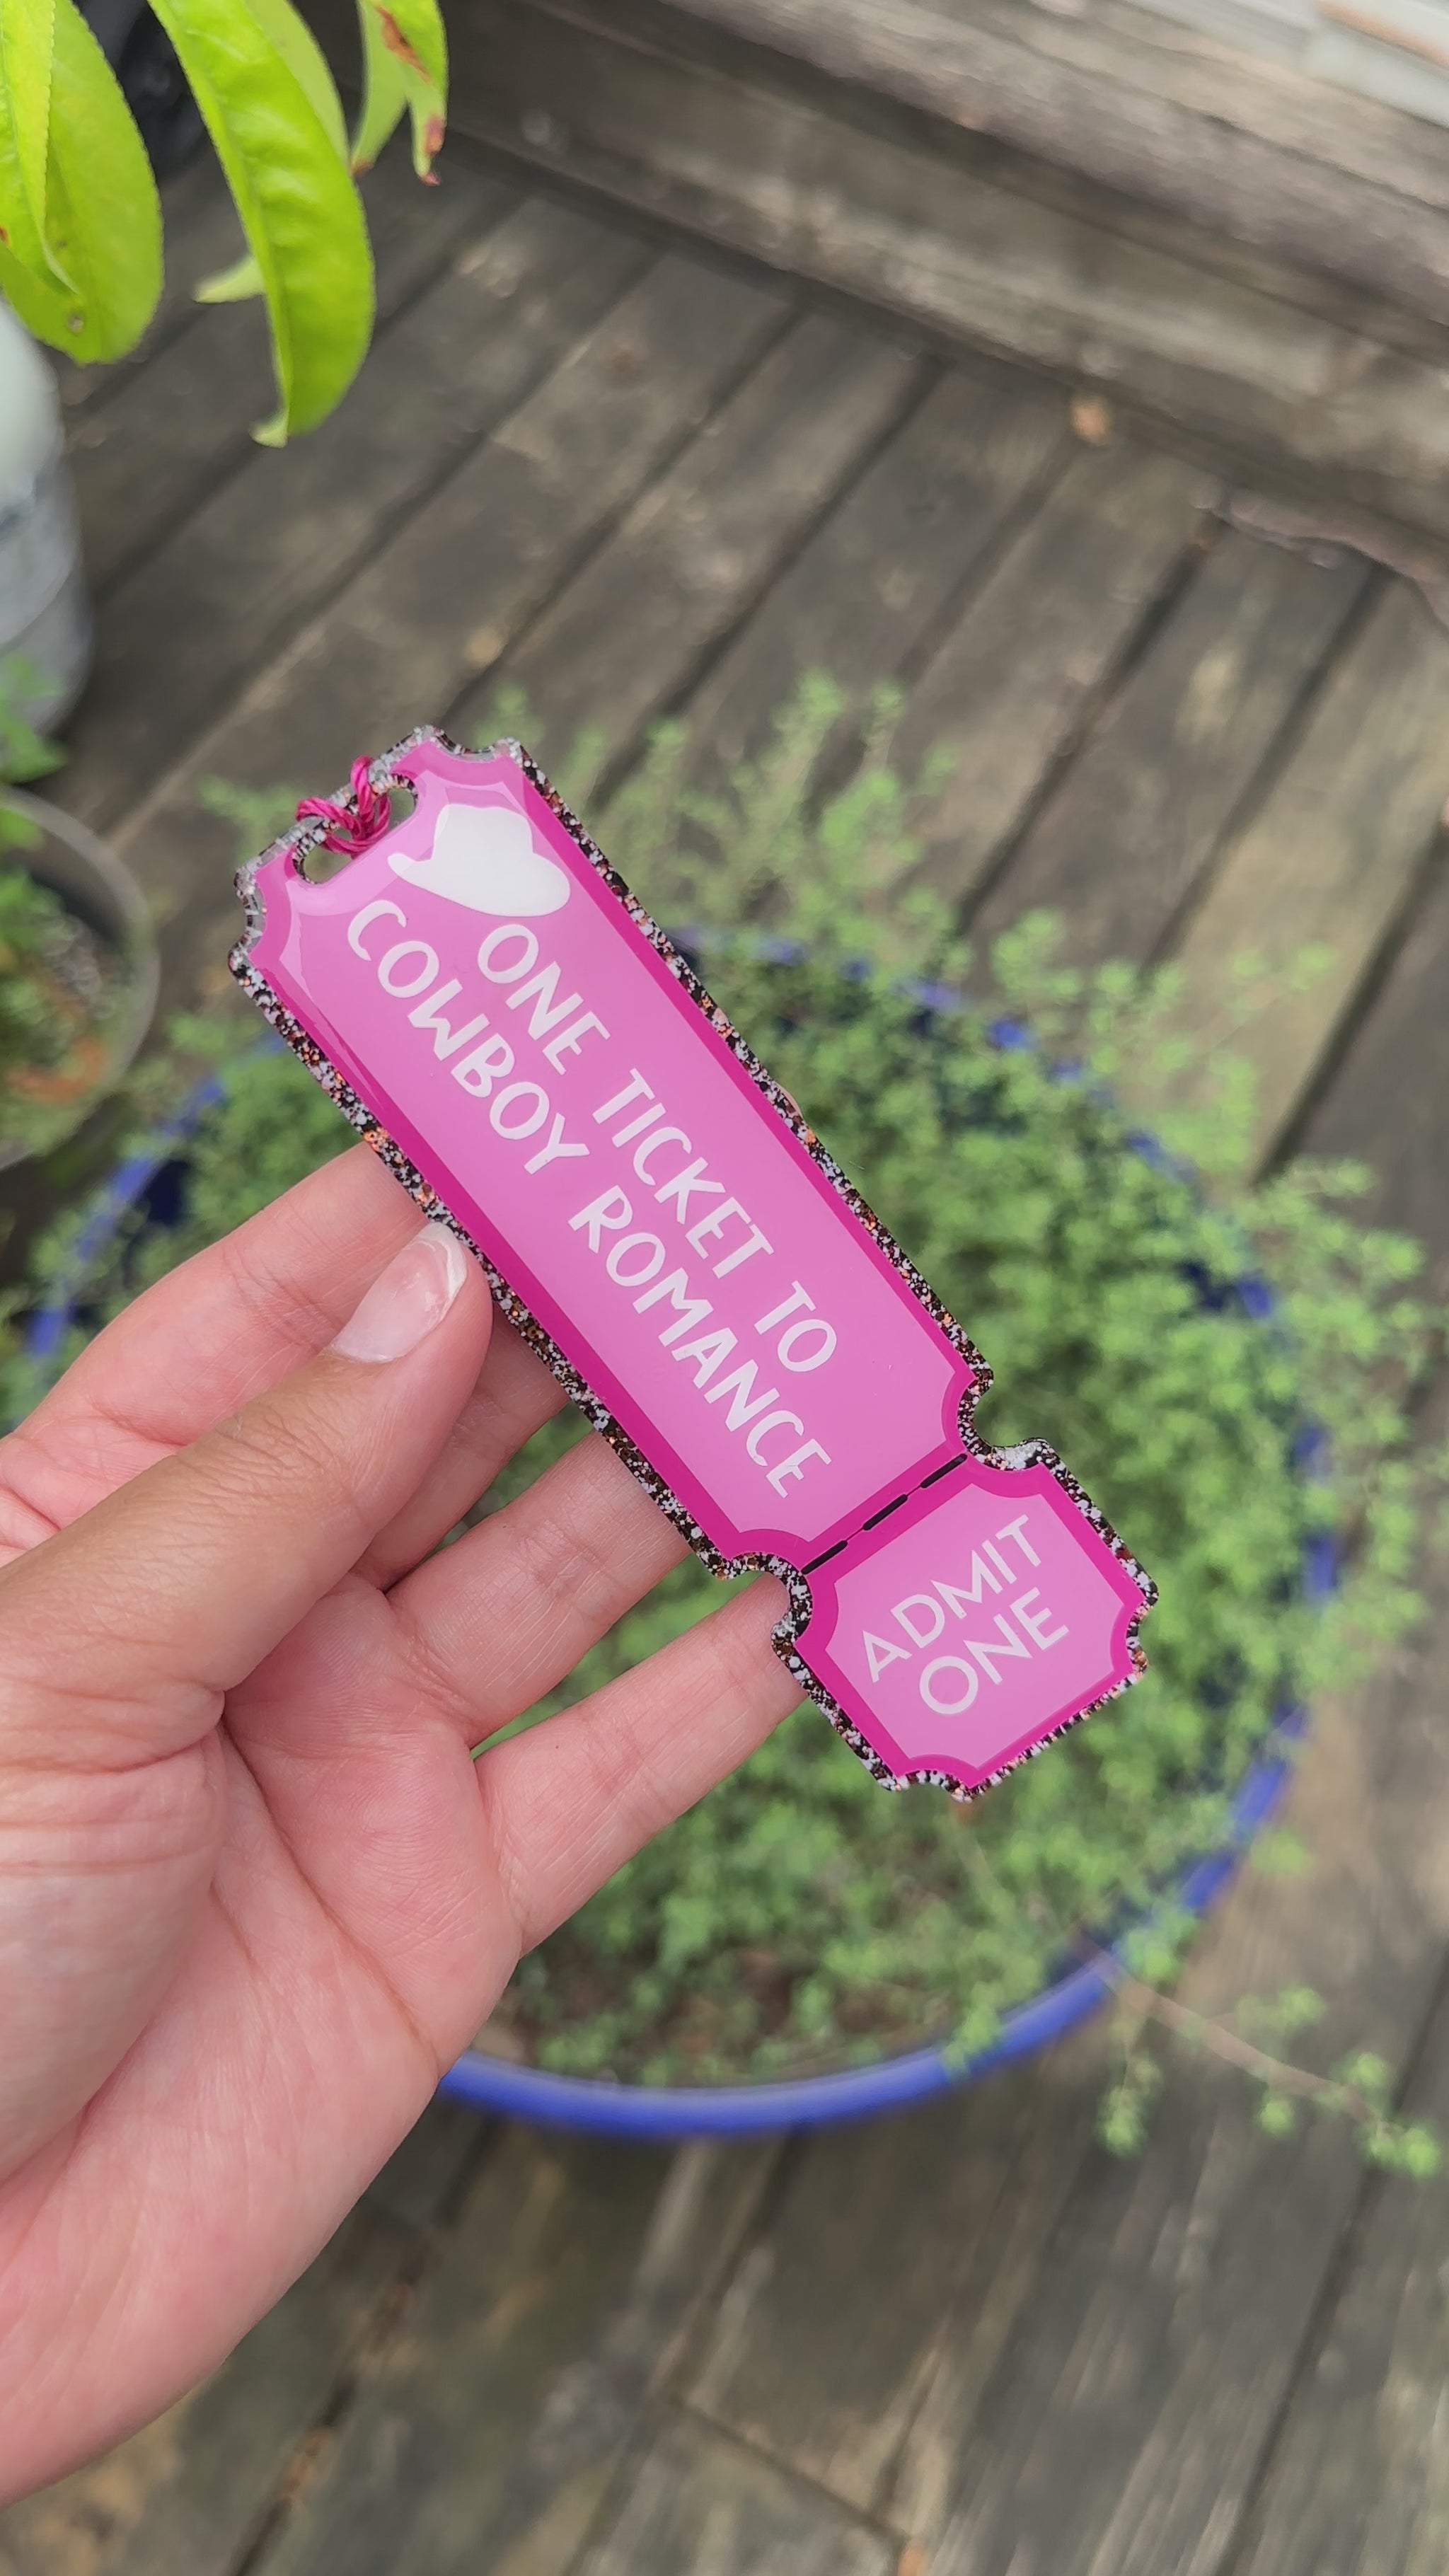 ONE TICKET TO
COWBOY ROMANCE
ADMIT
ONE